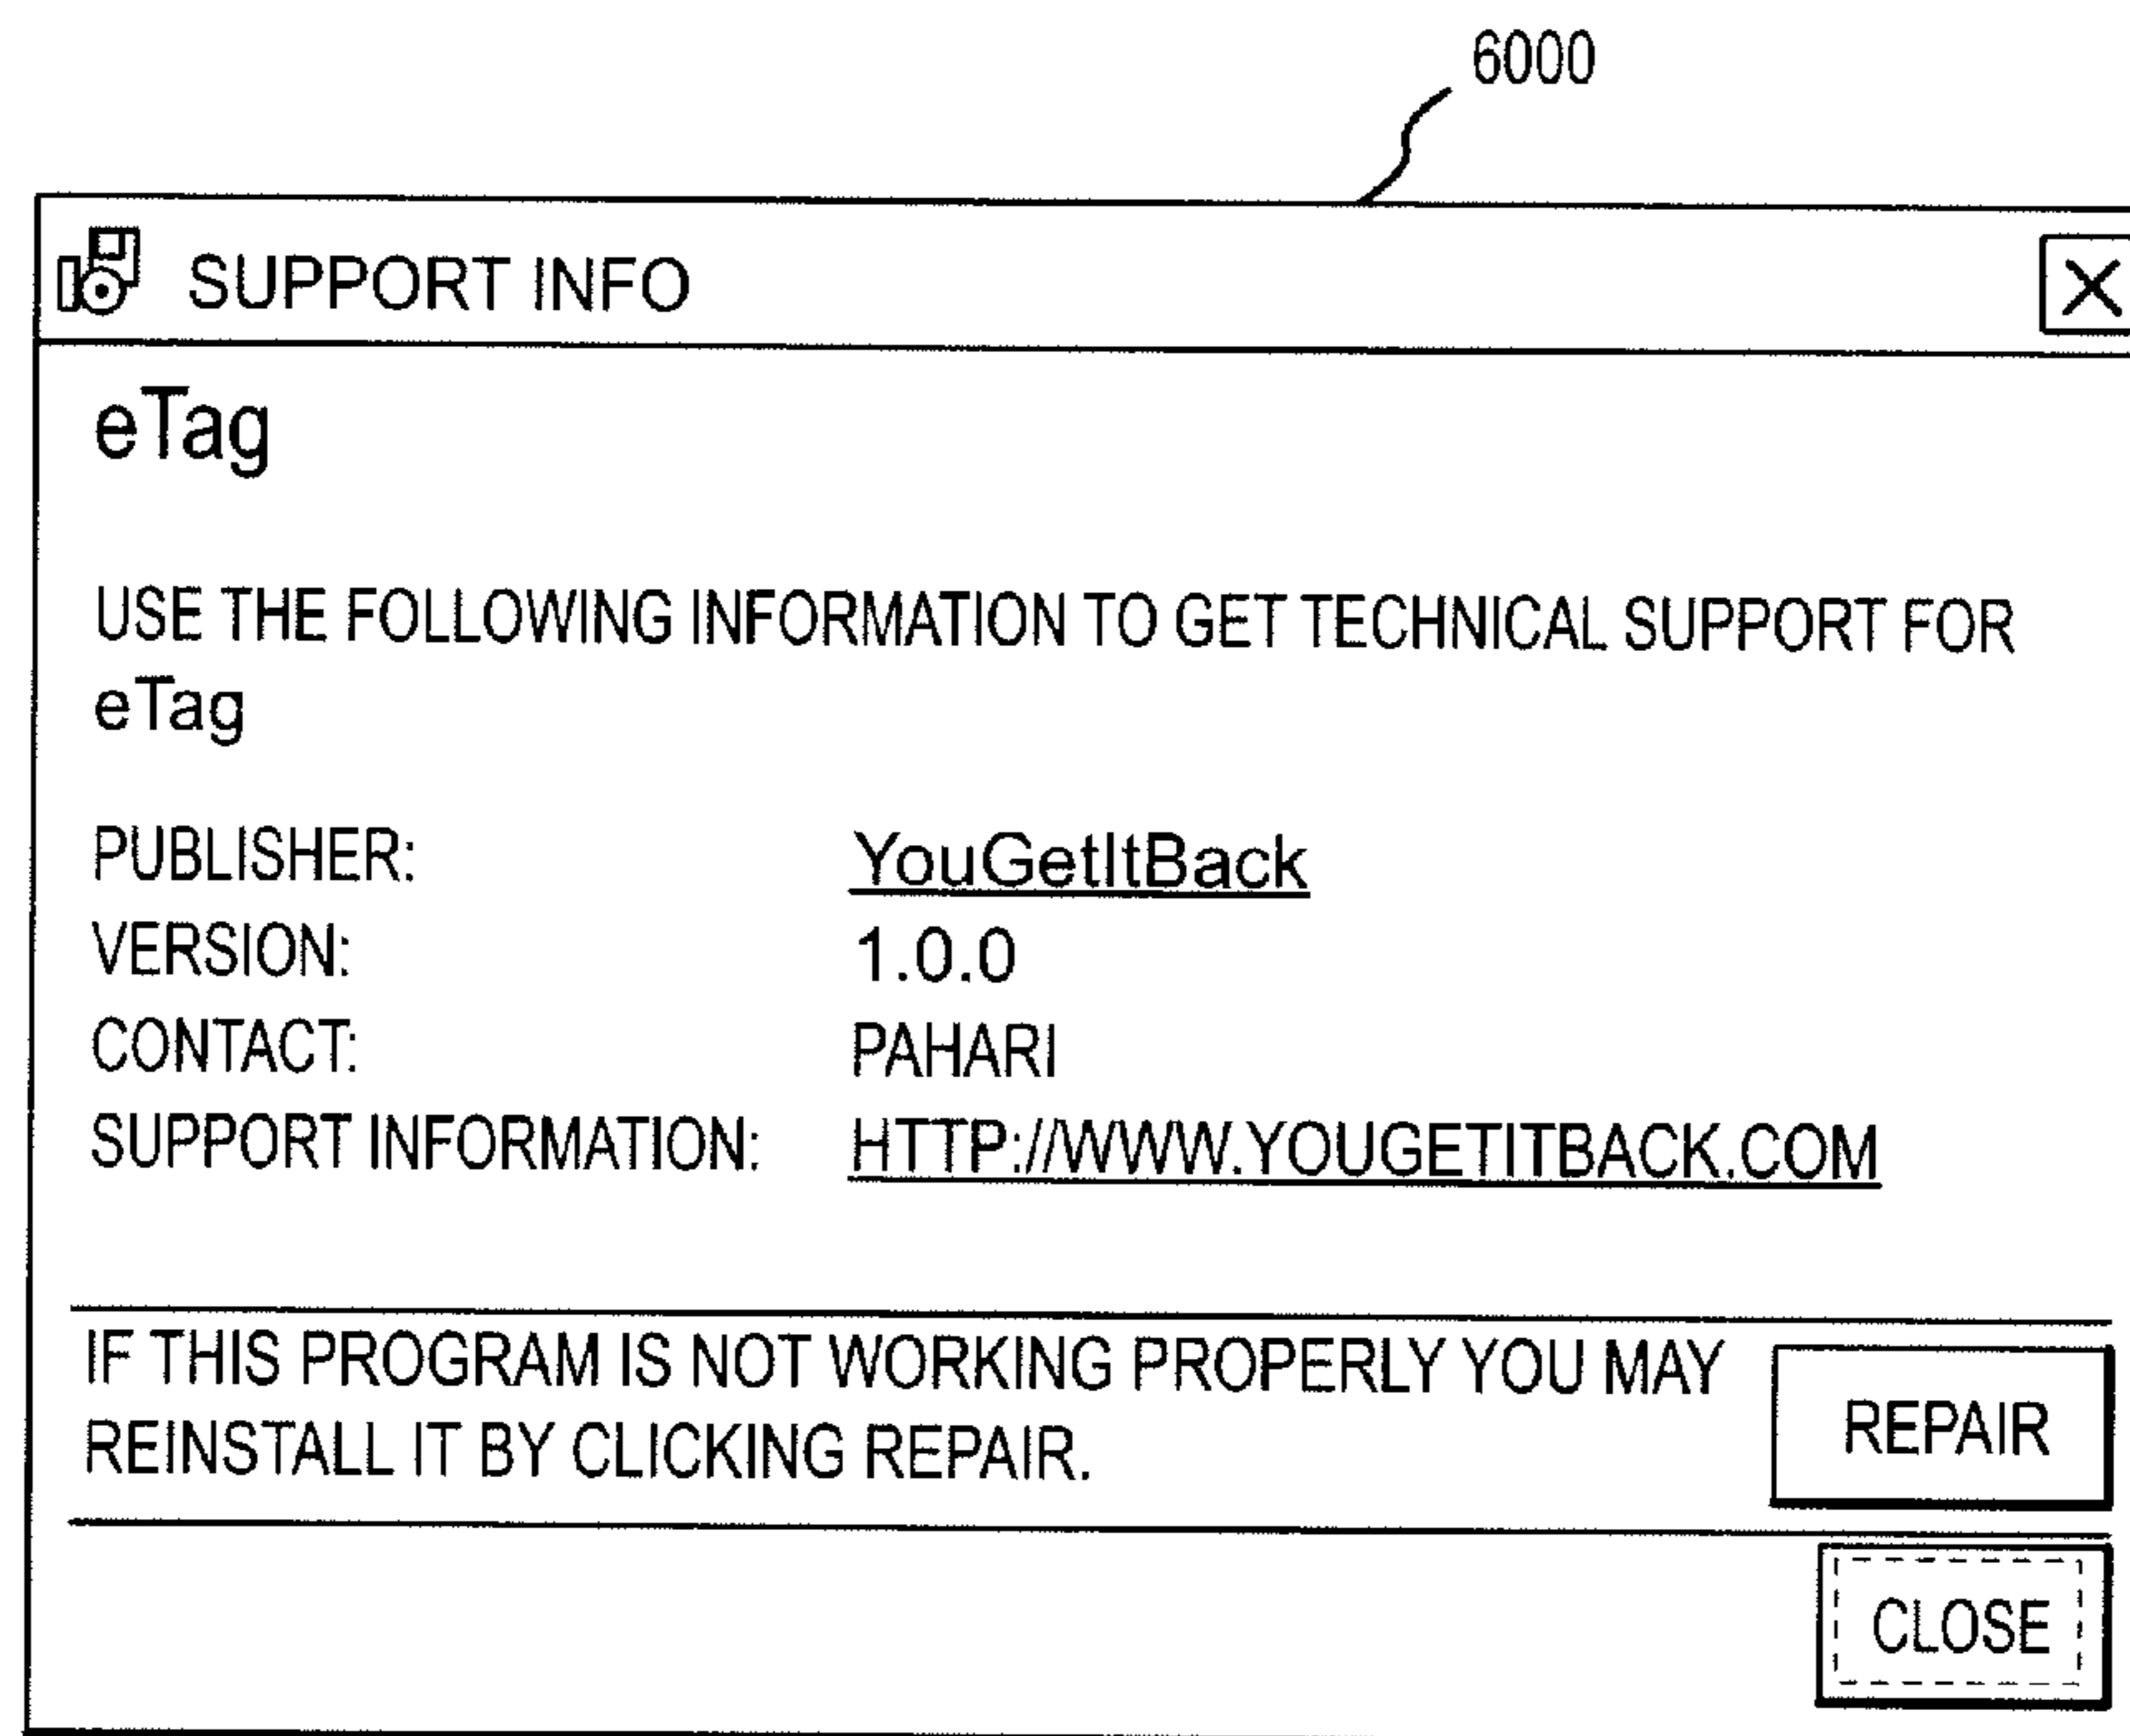 6000
SUPPORT INFO
eTag
USE THE FOLLOWING INFORMATION TO GET TECHNICAL SUPPORT FOR
eTag
PUBLISHER: YouGetItBack
VERSION: 1.0.0
CONTACT: PAHARI
SUPPORT INFORMATION: HTTP://WWW.YOUGETITBACK.COM
IF THIS PROGRAM IS NOT WORKING PROPERLY YOU MAY
REINSTALL IT BY CLICKING REPAIR.
REPAIR
CLOSE